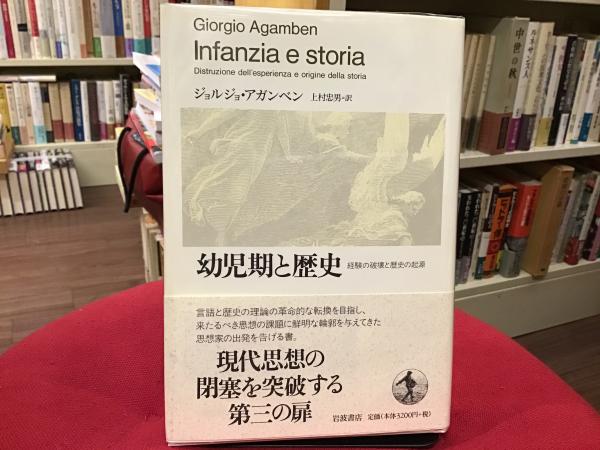 Giorgio Agamben
Infanzia e storia
Distruzione dell'esperienza e origine della storia
ジョルジョ・アガンベン 上村忠男・訳
幼児期と歴史 経験の破壊と歴史の起源
言語と歴史の理論の革命的な転換を目指し、
来たるべき思想の課題に鮮明な輪郭を与えてきた
思想家の出発を告げる書。
現代思想の
閉塞を突破する
第三の扉
岩波書店 定価(本体3200円+税)
中世の秋